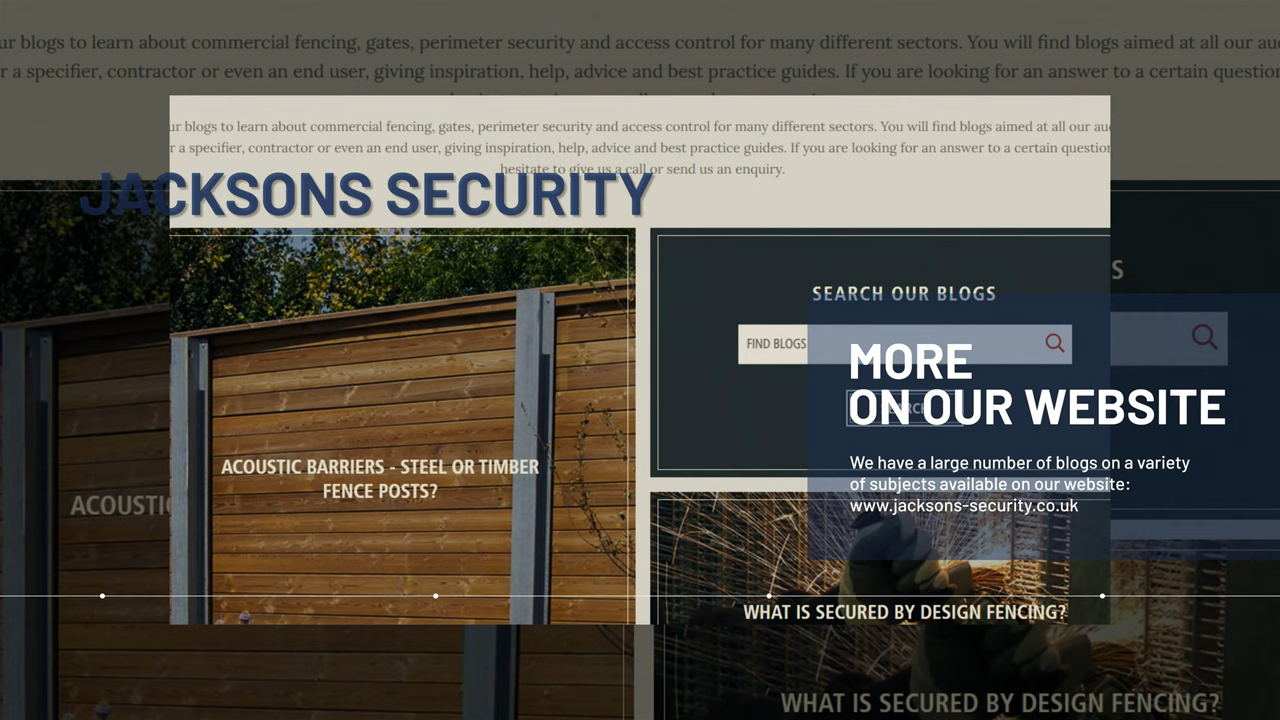 ur blogs to learn about commercial fencing, gates, perimeter security and access control for many different sectors. You will find blogs aimed at all our
r a specifier, contractor or even an end user, giving inspiration, help, advice and best practice guides. If you are looking for an answer to a certain question
ur blogs to learn about commercial fencing, gates, perimeter security and access control for many different sectors. You will find blogs aimed at all our
r a specifier, contractor or even an end user, giving inspiration, help, advice and best practice guides. If you are looking for an answer to a certain question
hesitate to give us a call or send us an enquiry.
JACKSONS SECURITY
S
SEARCH OUR BLOGS
FIND BLOGS
MORE
ON OUR WEBSITE
We have a large number of blogs on a variety
of subjects available on our website:
www.jacksons-security.co.uk
ACOUSTIC BARRIERS - STEEL OR TIMBER
FENCE POSTS?
ACOUSTIC
WHAT IS SECURED BY DESIGN FENCING?
WHAT IS SECURED BY DESIGN FENCING?